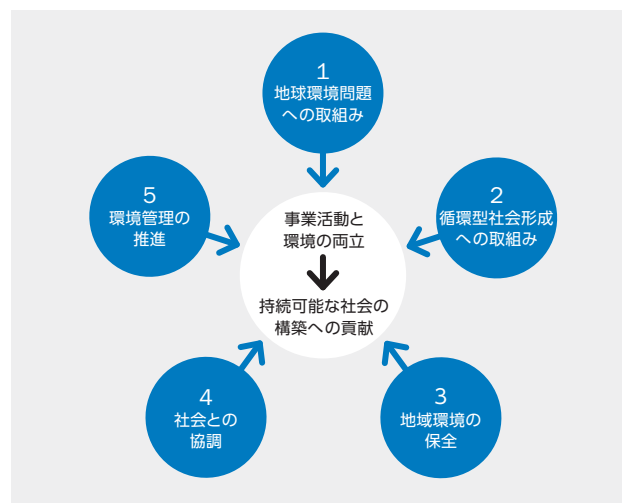 1
地球環境問題
への取組み
2
循環型社会形成
への取組み
3
地域環境の
保全
4
社会との
協調
5
環境管理の
推進
事業活動と
環境の両立
持続可能な社会の
構築への貢献